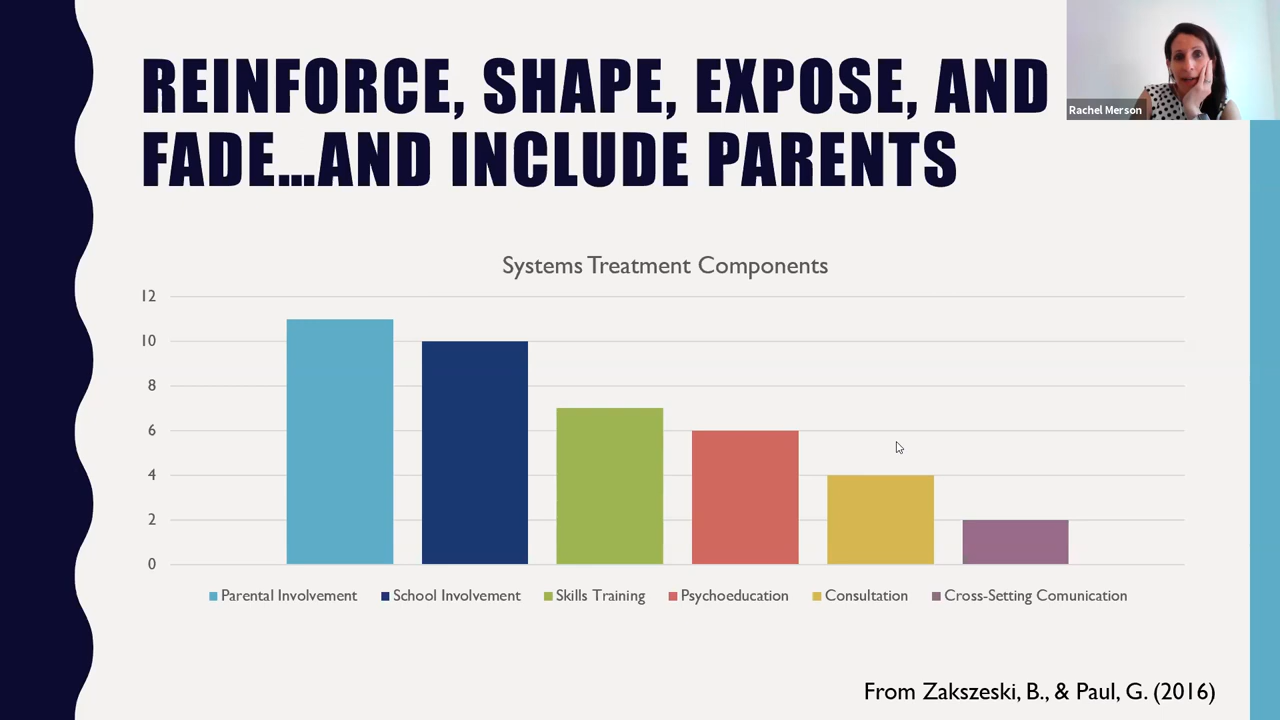 REINFORCE, SHAPE, EXPOSE, AND
FADE...AND INCLUDE PARENTS
Rachel Merson
Systems Treatment Components
12
10
8
6
4
2
0
Parental Involvement School Involvement Skills Training Psychoeducation Consultation Cross-Setting Comunication
From Zakszeski, B., & Paul, G. (2016)